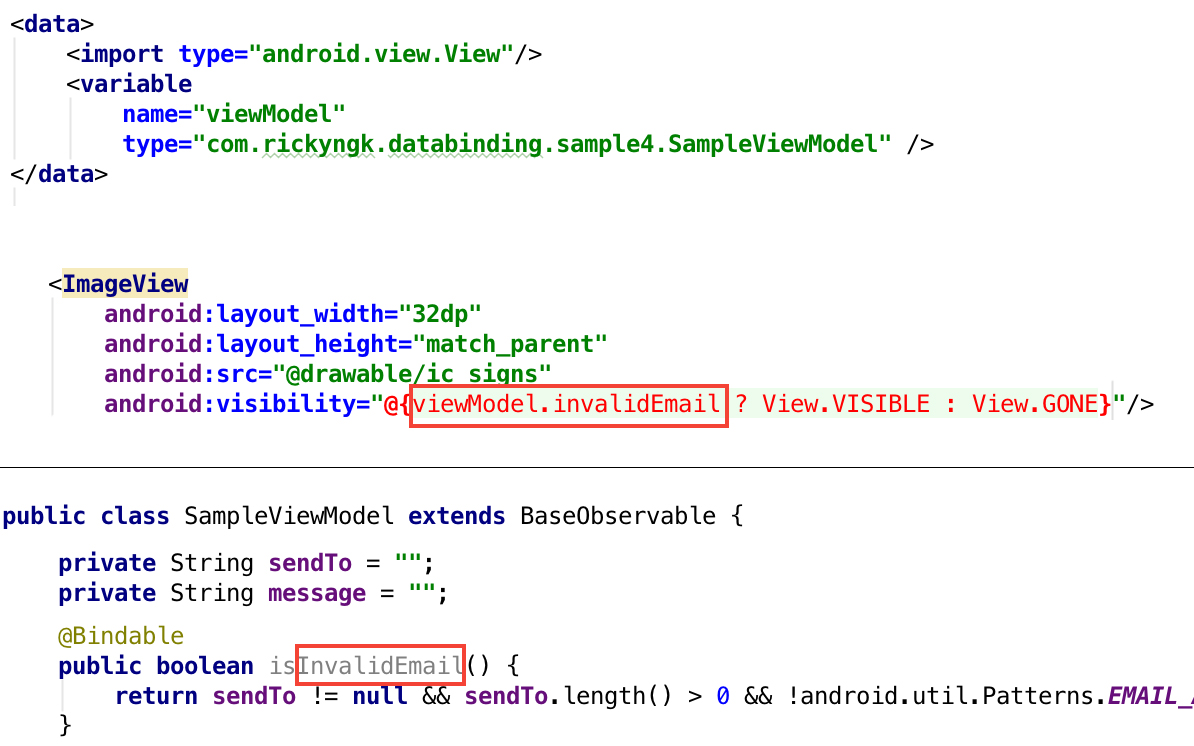 <data>
<import type="android.view.View"/>
<variable
name="viewModel"
type="com.rickyngk.databinding.sample4.SampleViewModel" />
</data>
<ImageView
android:layout_width="32dp"
android:layout_height="match_parent"
android:src="@drawable/ic_signs"
android:visibility="@{viewModel.invalidEmail ? View.VISIBLE : View.GONE}"/>
public class SampleViewModel extends BaseObservable {
private String sendTo = "";
private String message = "";
@Bindable
public boolean isInvalidEmail() {
return sendTo != null && sendTo.length() > 0 && !android.util.Patterns.EMAIL_
}